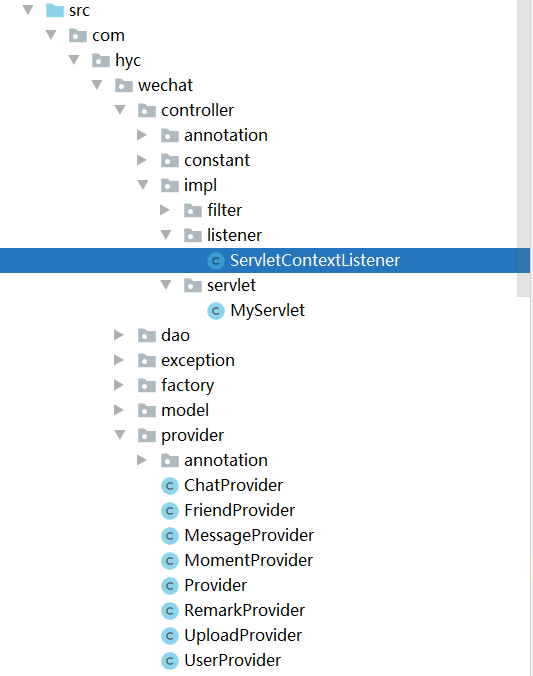 src
com
hyc
wechat
controller
annotation
constant
impl
filter
listener
ServletContextListener
servlet
MyServlet
dao
exception
factory
model
provider
annotation
ChatProvider
FriendProvider
MessageProvider
MomentProvider
Provider
RemarkProvider
UploadProvider
UserProvider